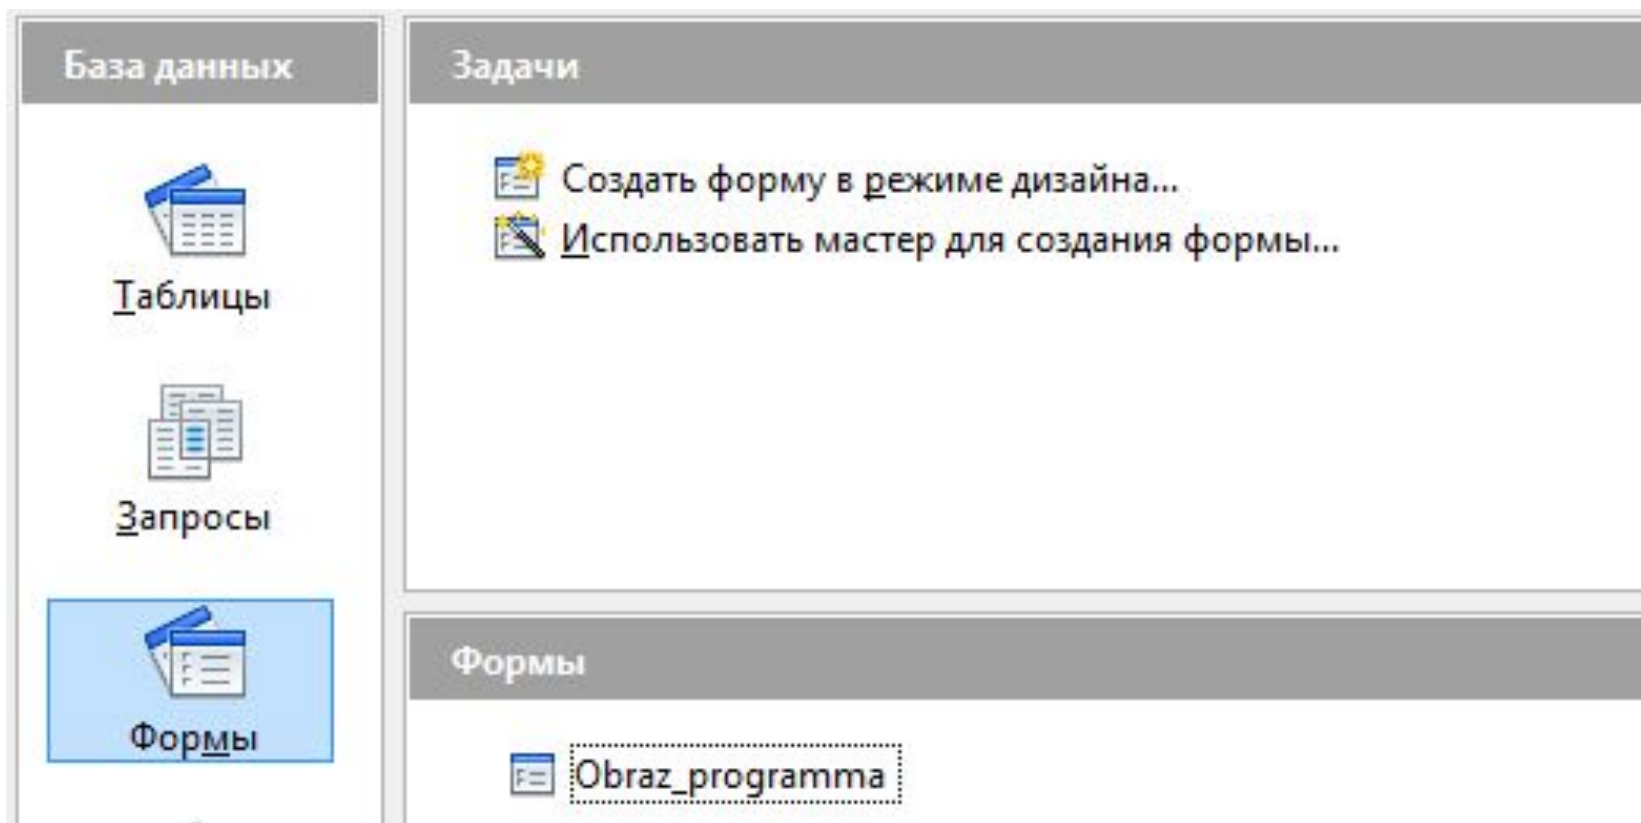 База данных
Таблицы
Запросы
Формы
Задачи
Создать форму в режиме дизайна...
Использовать мастер для создания формы...
Формы
Obraz_programma